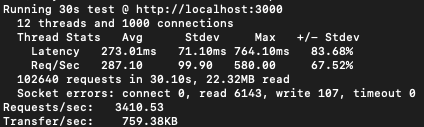 Running 30s test @ http://localhost:3000
12 threads and 1000 connections
Thread Stats Avg Stdev Max +/- Stdev
Latency 273.01ms 71.10ms 764.10ms 83.68%
Req/Sec 287.10 99.90 580.00 67.52%
102640 requests in 30.10s, 22.32MB read
Socket errors: connect 0, read 6143, write 107, timeout 0
Requests/sec: 3410.53
Transfer/sec: 759.38KB